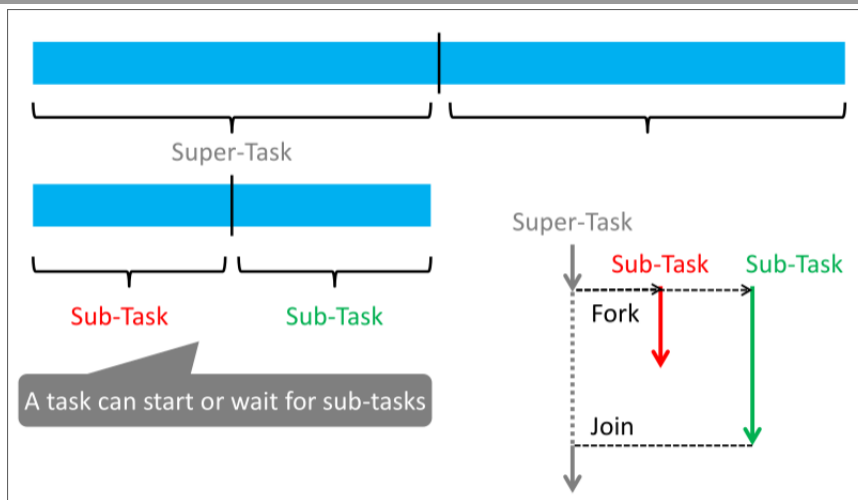 Super-Task
Super-Task
Sub-Task
Sub-Task
Sub-Task
Sub-Task
Fork
A task can start or wait for sub-tasks
Join